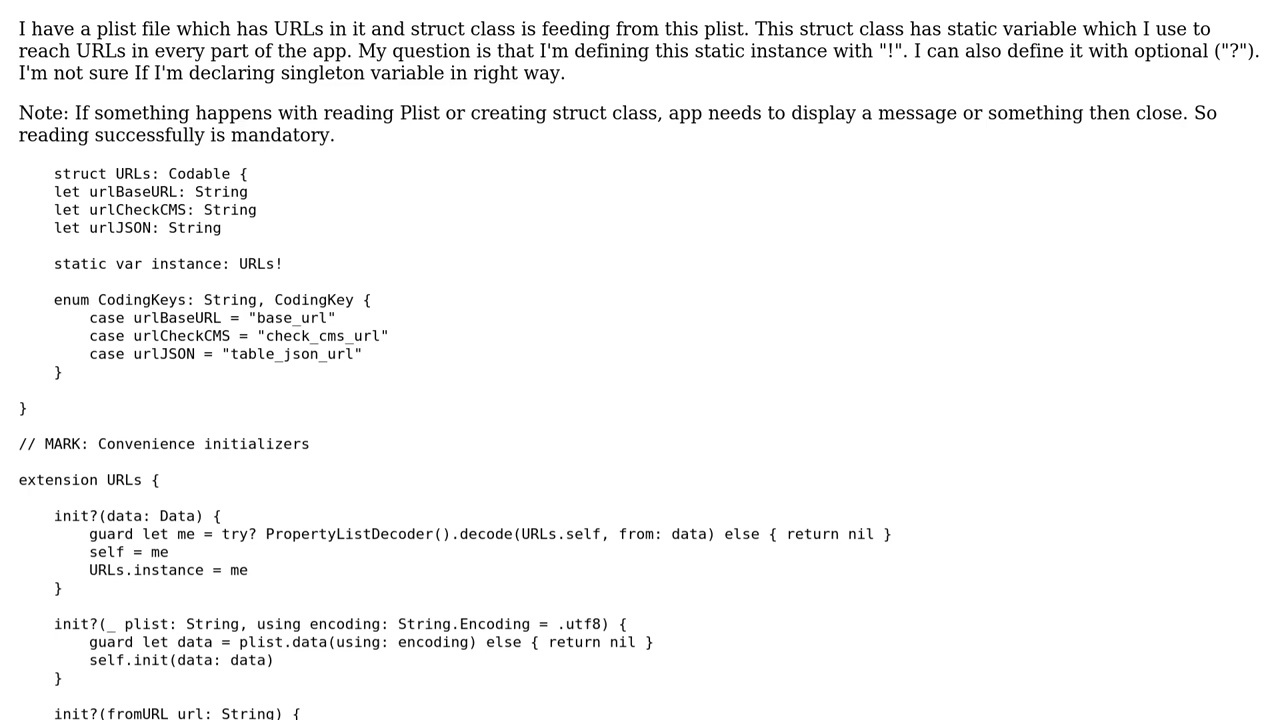 I have a plist file which has URLs in it and struct class is feeding from this plist. This struct class has static variable which I use to
reach URLs in every part of the app. My question is that I'm defining this static instance with "!". I can also define it with optional ("?").
I'm not sure If I'm declaring singleton variable in right way.
Note: If something happens with reading Plist or creating struct class, app needs to display a message or something then close. So
reading successfully is mandatory.
struct URLs: Codable {
let urlBaseURL: String
let urlCheckCMS: String
let urlJSON: String
static var instance: URLs!
enum CodingKeys: String, CodingKey {
case urlBaseURL = "base_url"
case urlCheckCMS = "check_cms_url"
case urlJSON = "table_json_url"
}
}
// MARK: Convenience initializers
extension URLs {
init?(data: Data) {
guard let me = try? PropertyListDecoder().decode(URLs.self, from: data) else { return nil }
self = me
URLs.instance = me
}
init?(_ plist: String, using encoding: String.Encoding = .utf8) {
guard let data = plist.data(using: encoding) else { return nil }
self.init(data: data)
}
init?(fromURL url: String) {